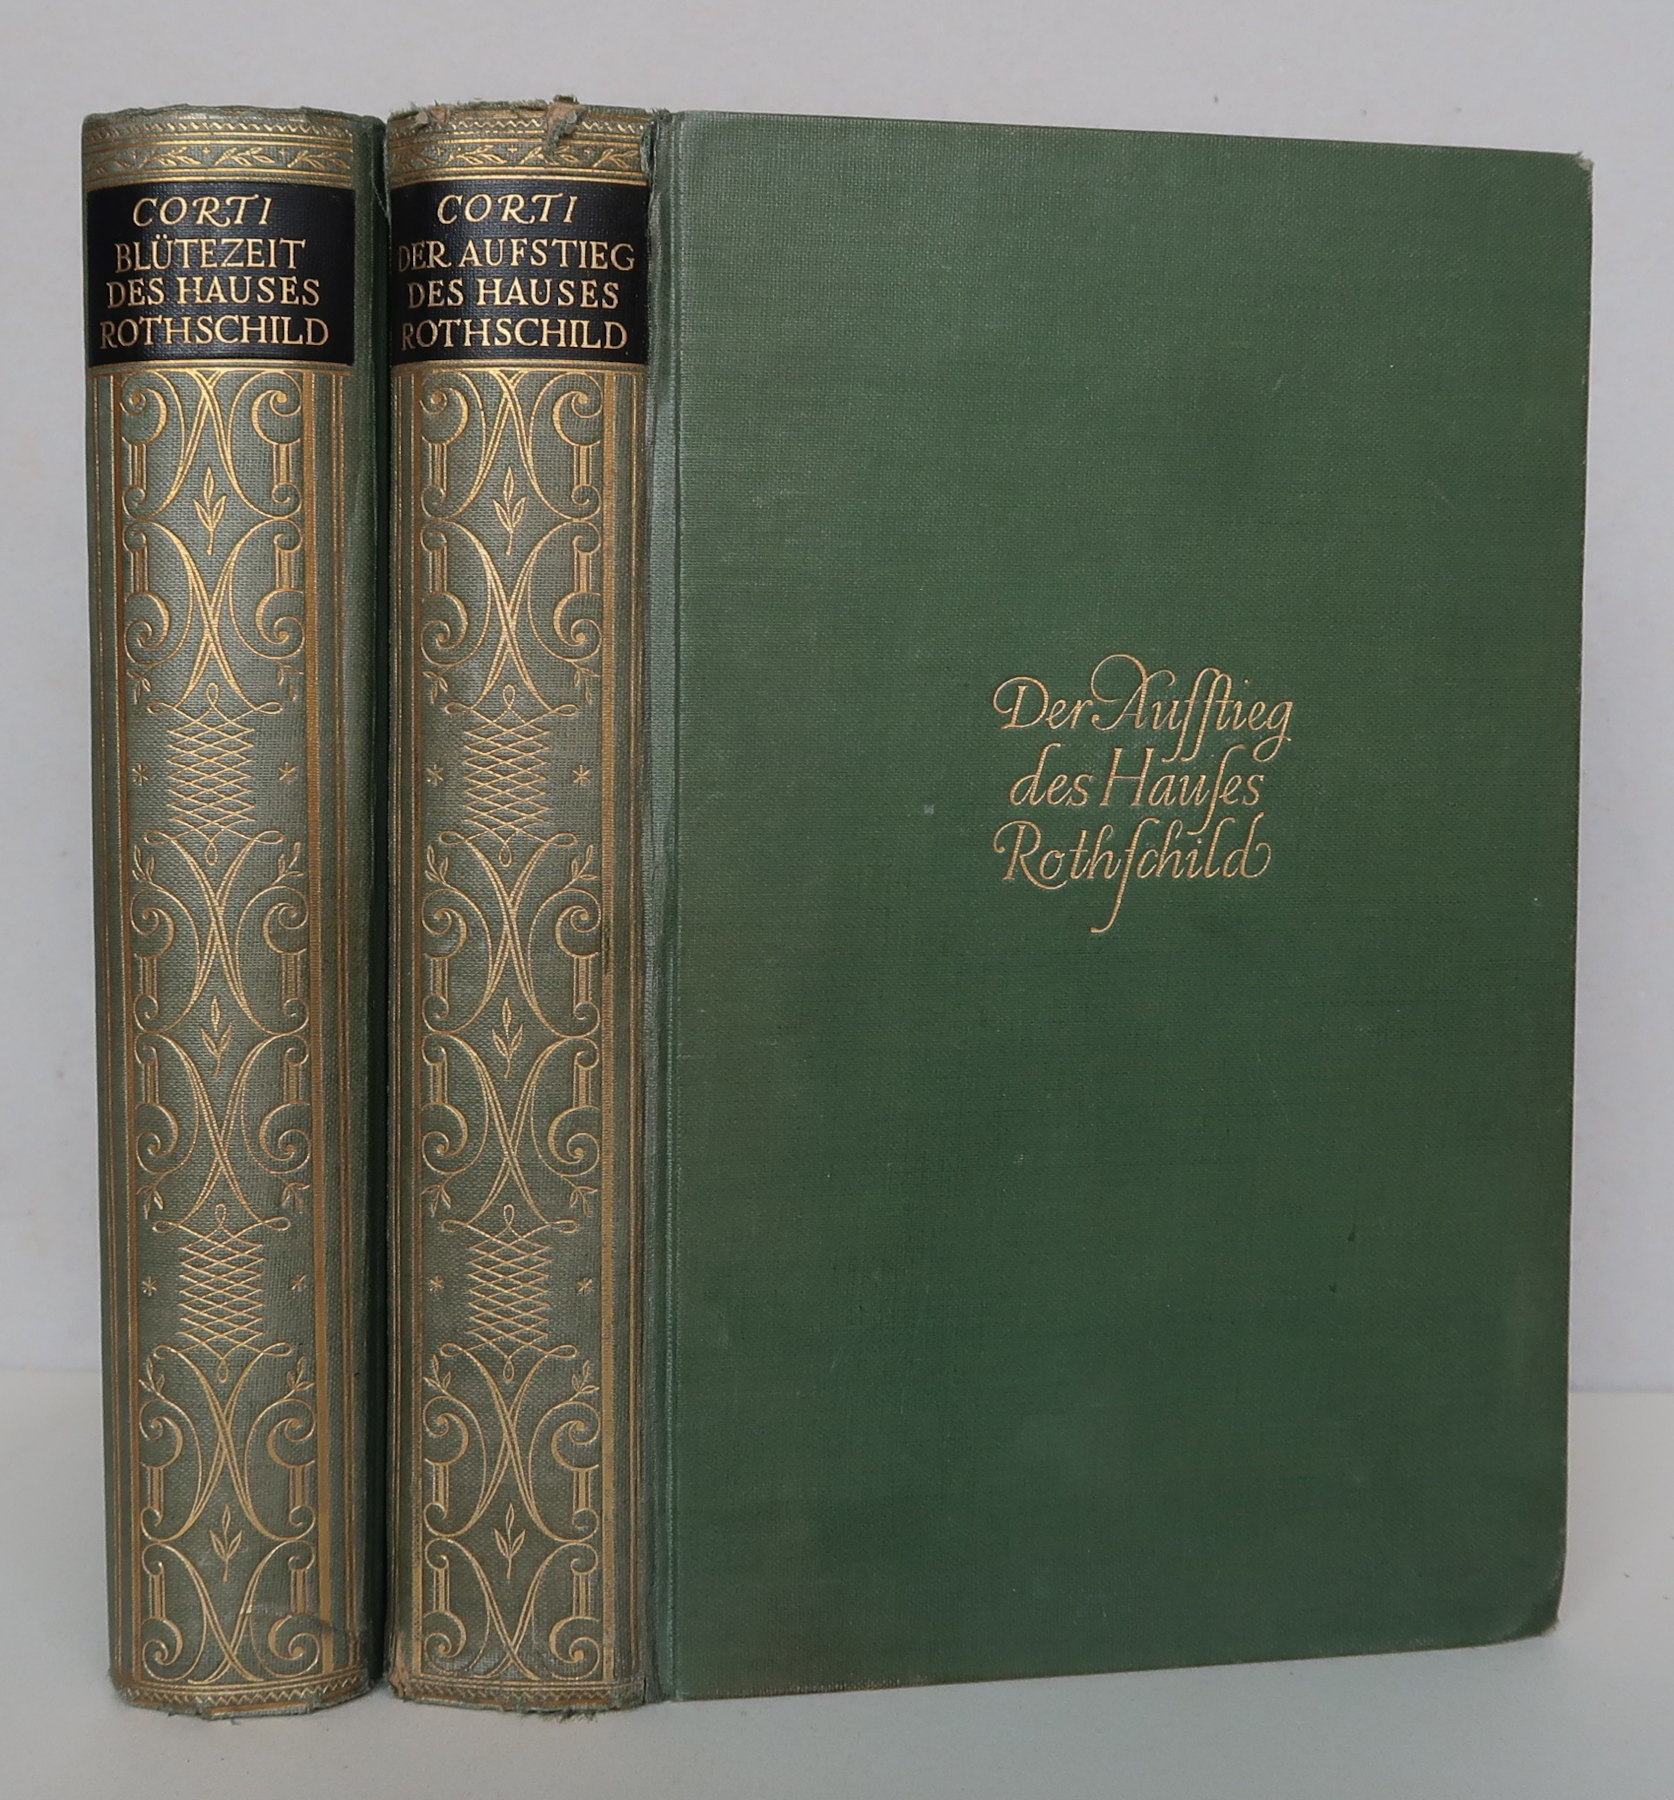 CORTI
BLÜTEZEIT
DES HAUSES
ROTHSCHILD
CORTI
DER AUFSTIEG
DES HAUSES
ROTHSCHILD
Der Aufſtieg
des Hauſes
Rothſchild